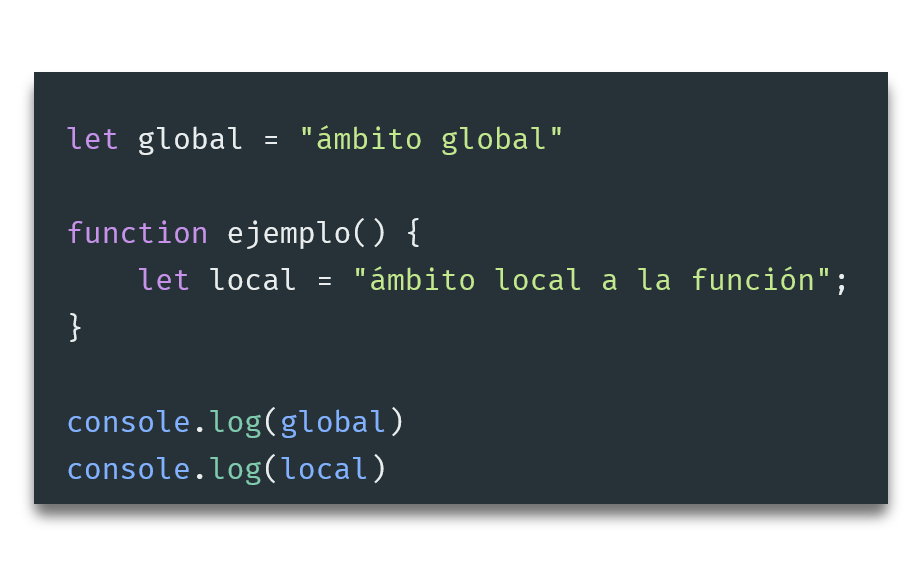 let global = "ámbito global"
function ejemplo() {
    let local = "ámbito local a la función";
}
console.log(global)
console.log(local)